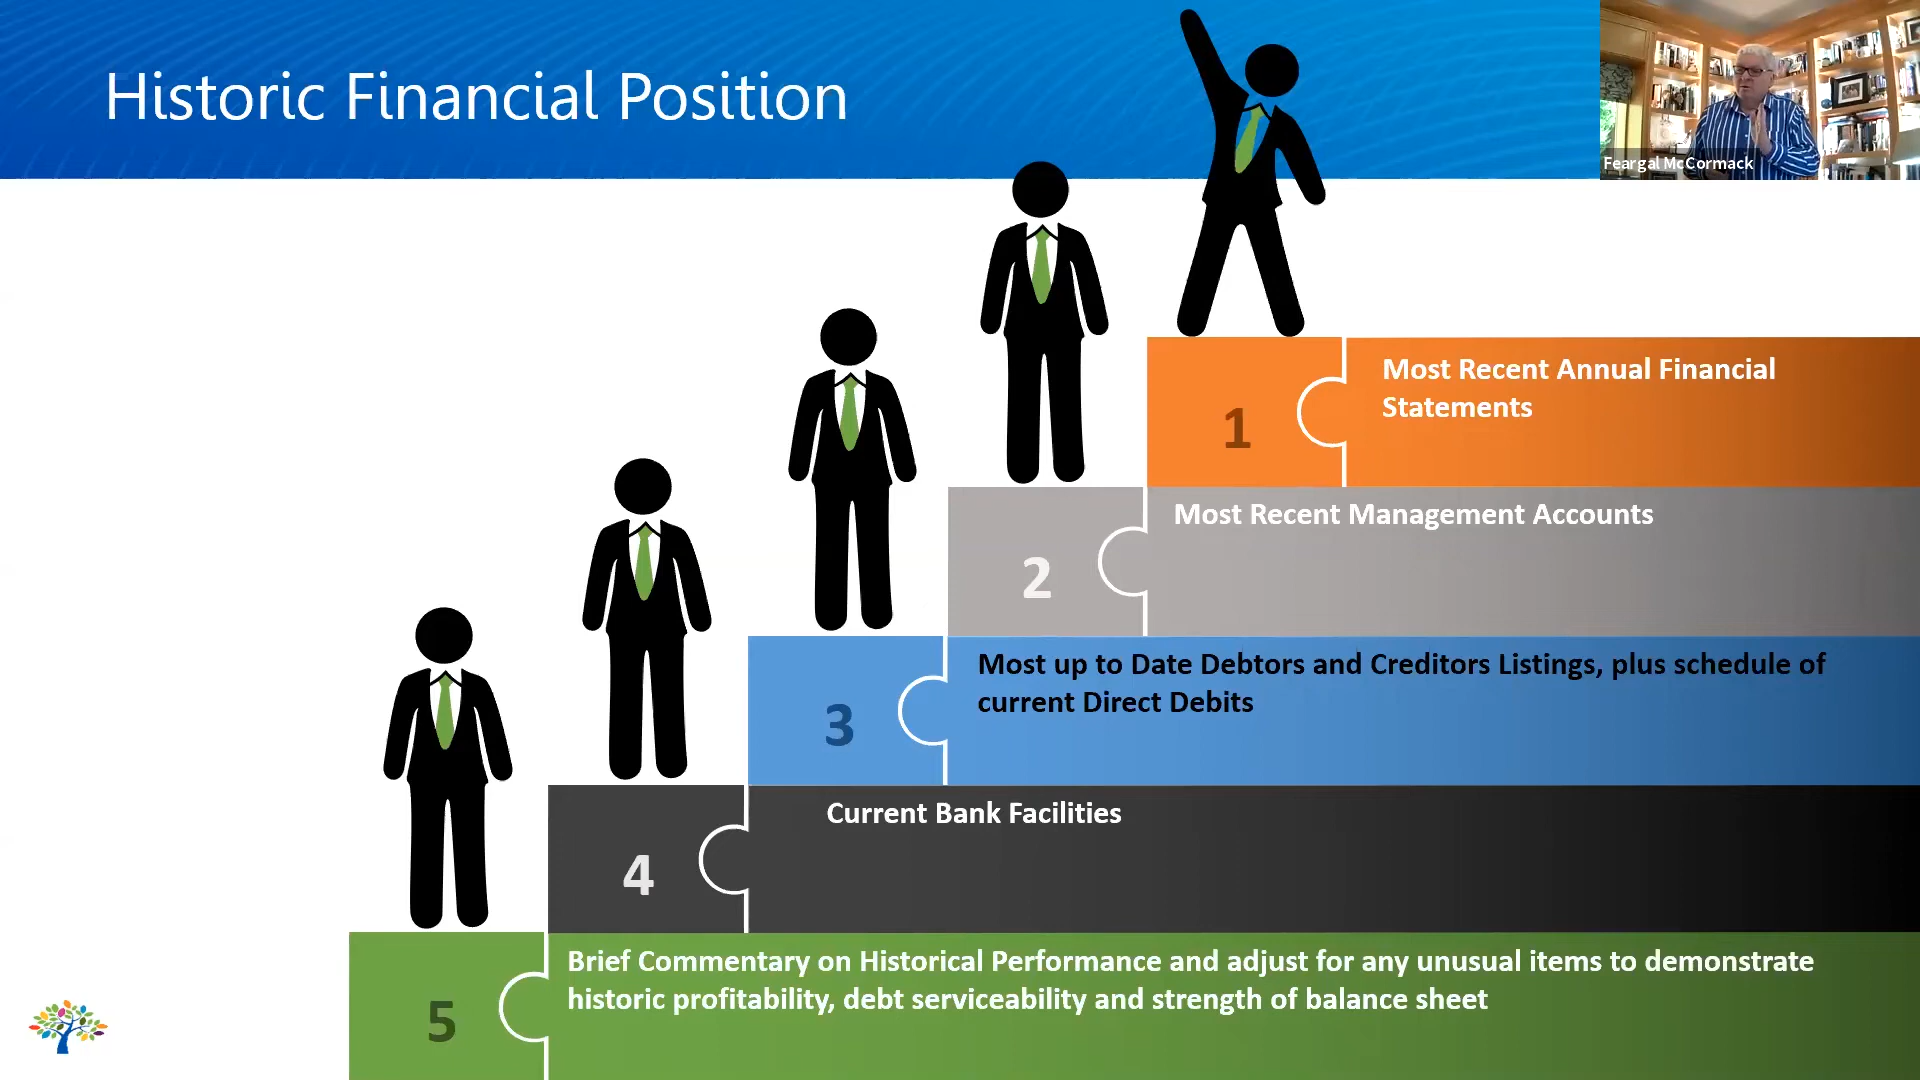 Historic Financial Position
Feargal McCormack
1
Most Recent Annual Financial
Statements
2
Most Recent Management Accounts
3
Most up to Date Debtors and Creditors Listings, plus schedule of
current Direct Debits
4
Current Bank Facilities
5
Brief Commentary on Historical Performance and adjust for any unusual items to demonstrate
historic profitability, debt serviceability and strength of balance sheet